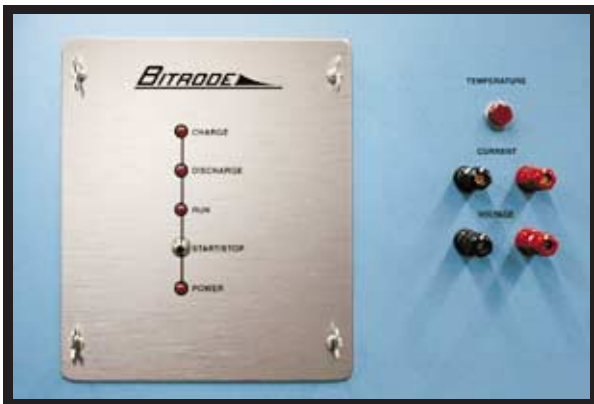 BITRODE
CHARGE
DISCHARGE
RUN
START/STOP
POWER
TEMPERATURE
CURRENT
VOLTAGE